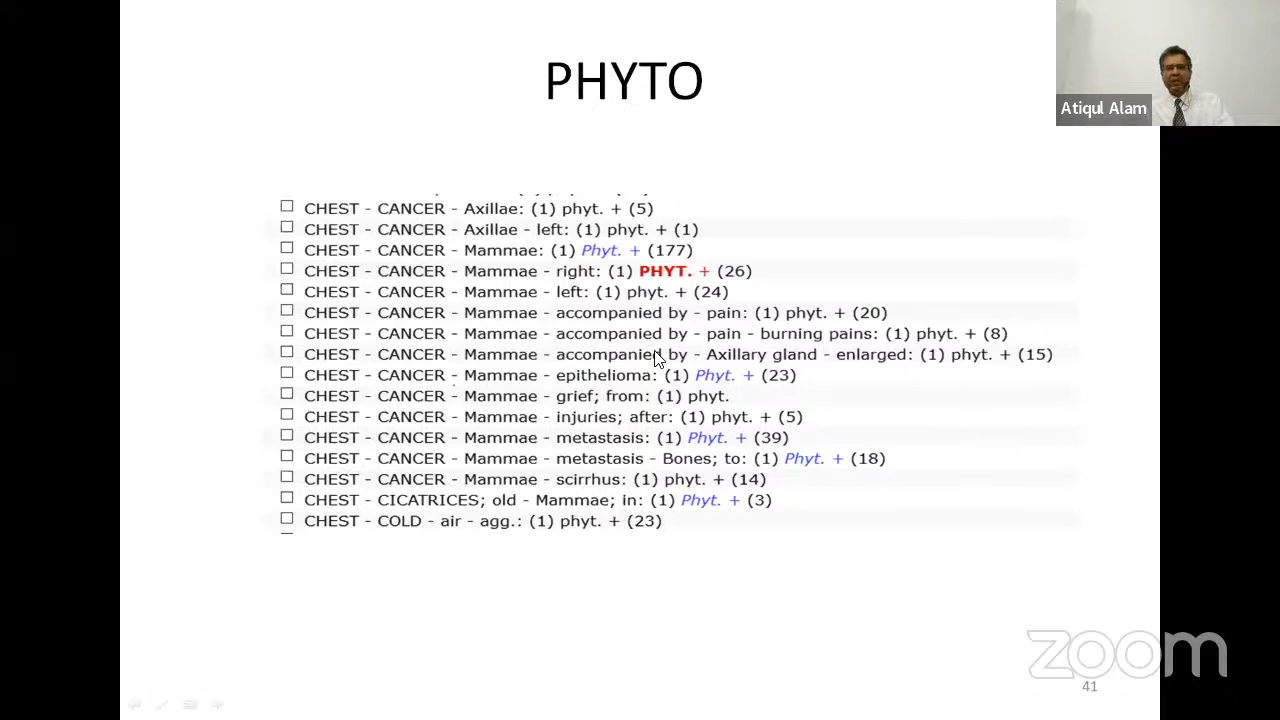 PHYTO
Atiqul Alam
CHEST - CANCER - Axillae: (1) phyt. + (5)
CHEST - CANCER - Axillae - left: (1) phyt. + (1)
CHEST - CANCER - Mammae: (1) Phyt. + (177)
CHEST - CANCER - Mammae - right: (1) PHYT. + (26)
CHEST - CANCER - Mammae - left: (1) phyt. + (24)
CHEST - CANCER - Mammae - accompanied by - pain: (1) phyt. + (20)
CHEST - CANCER - Mammae - accompanied by - pain - burning pains: (1) phyt. + (8)
CHEST - CANCER - Mammae - accompanied by - Axillary gland - enlarged: (1) phyt. + (15)
CHEST - CANCER - Mammae - epithelioma: (1) Phyt. + (23)
CHEST - CANCER - Mammae - grief; from: (1) phyt.
CHEST - CANCER - Mammae - injuries; after: (1) phyt. + (5)
CHEST - CANCER - Mammae - metastasis: (1) Phyt. + (39)
CHEST - CANCER - Mammae - metastasis - Bones; to: (1) Phyt. + (18)
CHEST - CANCER - Mammae - scirrhus: (1) phyt. + (14)
CHEST - CICATRICES; old - Mammae; in: (1) Phyt. + (3)
CHEST - COLD - air - agg.: (1) phyt. + (23)
zoom
41